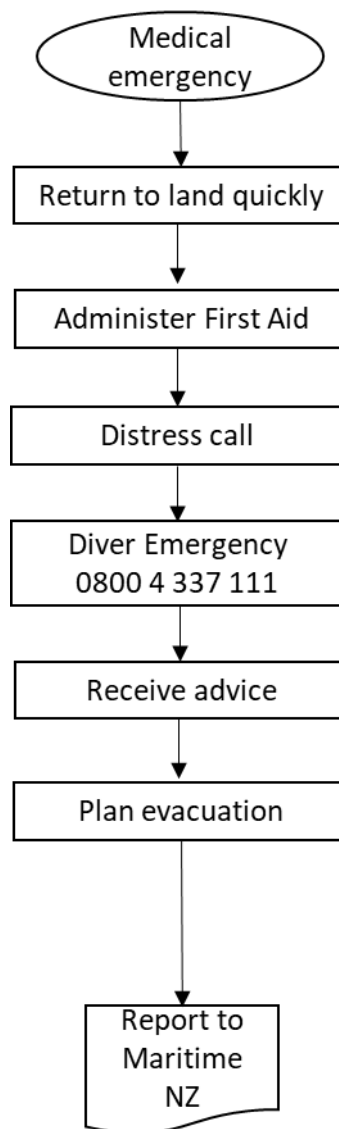 Medical
emergency
Return to land quickly
Administer First Aid
Distress call
Diver Emergency
0800 4 337 111
Receive advice
Plan evacuation
Report to
Maritime
NZ